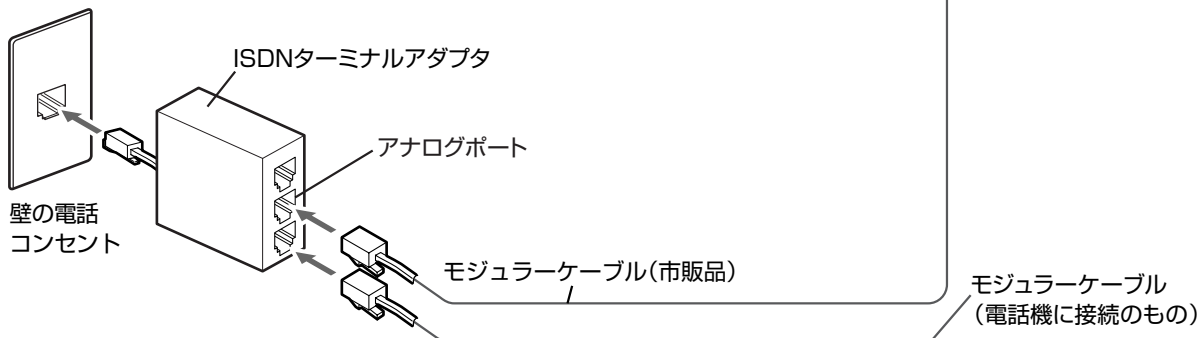 ISDNターミナルアダプタ
アナログポート
壁の電話
コンセント
モジュラーケーブル（市販品）
モジュラーケーブル
（電話機に接続のもの）